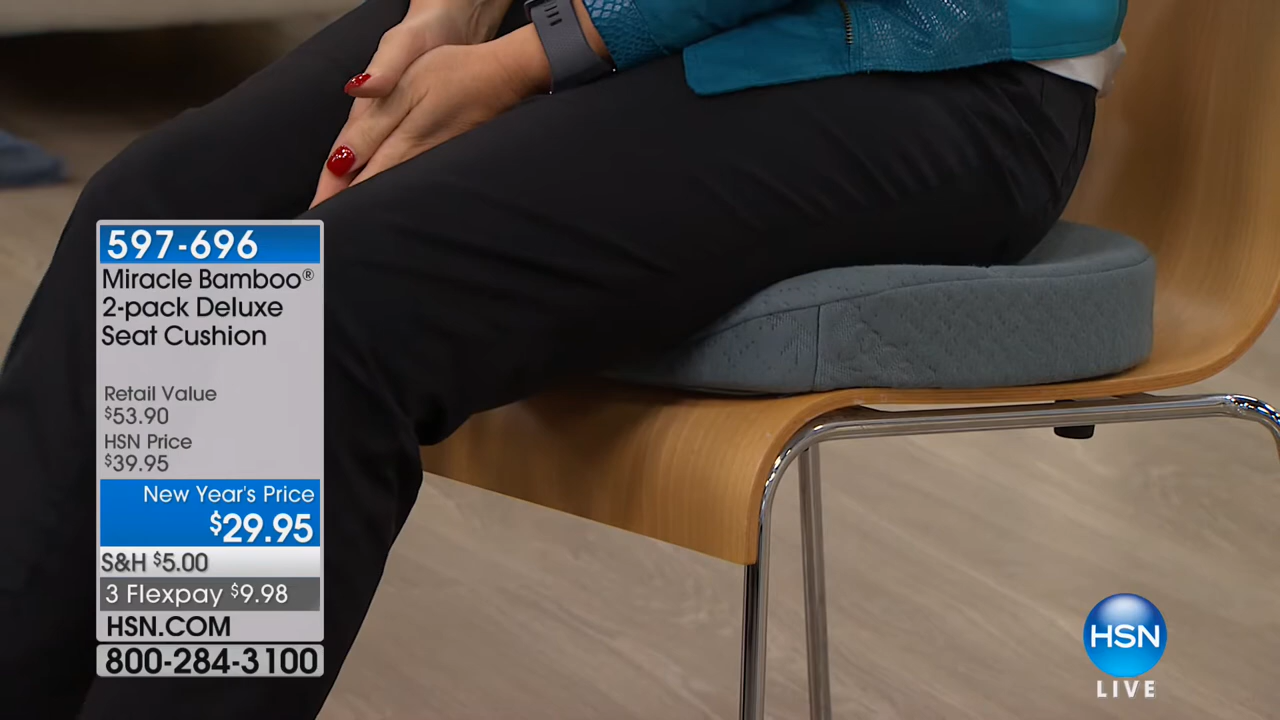 597-696
Miracle Bamboo®
2-pack Deluxe
Seat Cushion
Retail Value
$53.90
HSN Price
$39.95
New Year's Price
$29.95
S&H $5.00
3 Flexpay $9.98
HSN.COM
800-284-3100
HSN
LIVE